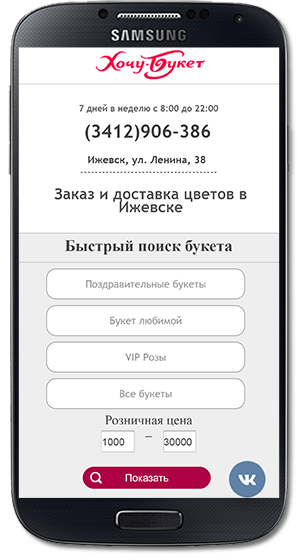 SAMSUNG
Хочу-Букет
7 дней в неделю с 8:00 до 22:00
(3412)906-386
Ижевск, ул. Ленина, 38
Заказ и доставка цветов в
Ижевске
Быстрый поиск букета
Поздравительные букеты
Букет любимой
VIP Розы
Все букеты
Розничная цена
1000 – 30000
Показать